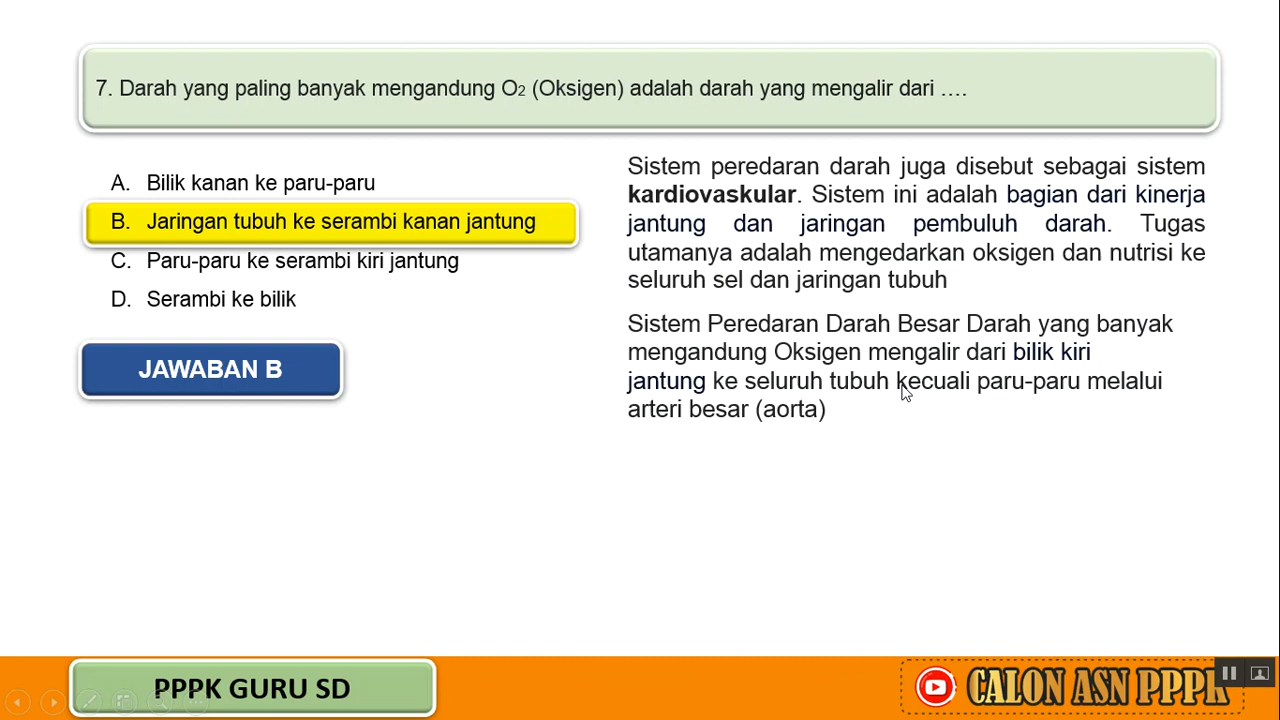 7. Darah yang paling banyak mengandung O2 (Oksigen) adalah darah yang mengalir dari ….
A. Bilik kanan ke paru-paru
B. Jaringan tubuh ke serambi kanan jantung
C. Paru-paru ke serambi kiri jantung
D. Serambi ke bilik
JAWABAN B
Sistem peredaran darah juga disebut sebagai sistem
kardiovaskular. Sistem ini adalah bagian dari kinerja
jantung dan jaringan pembuluh darah. Tugas
utamanya adalah mengedarkan oksigen dan nutrisi ke
seluruh sel dan jaringan tubuh
Sistem Peredaran Darah Besar Darah yang banyak
mengandung Oksigen mengalir dari bilik kiri
jantung ke seluruh tubuh kecuali paru-paru melalui
arteri besar (aorta)
PPPK GURU SD
CALON ASN PPPK